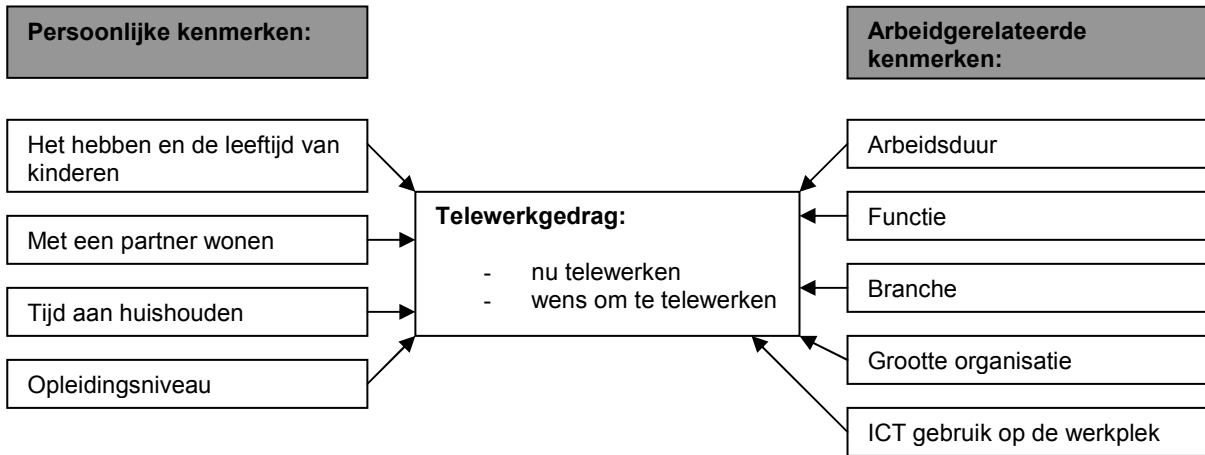 Persoonlijke kenmerken:
Het hebben en de leeftijd van
kinderen
Met een partner wonen
Tijd aan huishouden
Opleidingsniveau
Telewerkgedrag:
- nu telewerken
- wens om te telewerken
Arbeidgerelateerde
kenmerken:
Arbeidsduur
Functie
Branche
Grootte organisatie
ICT gebruik op de werkplek